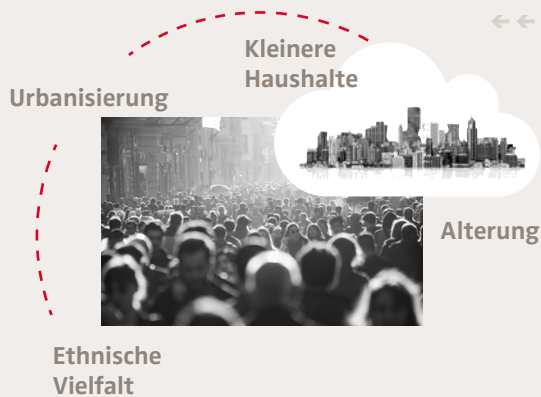 Kleinere
Haushalte
Urbanisierung
Alterung
Ethnische
Vielfalt